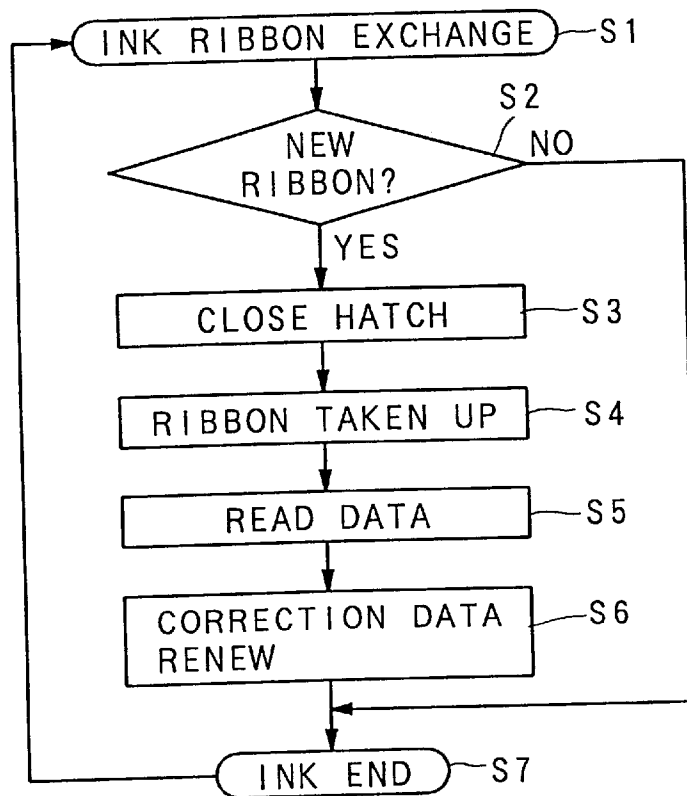 INK RIBBON EXCHANGE
S1
S2
NEW
RIBBON?
NO
YES
CLOSE HATCH
S3
RIBBON TAKEN UP
S4
READ DATA
S5
CORRECTION DATA
RENEW
S6
INK END
S7